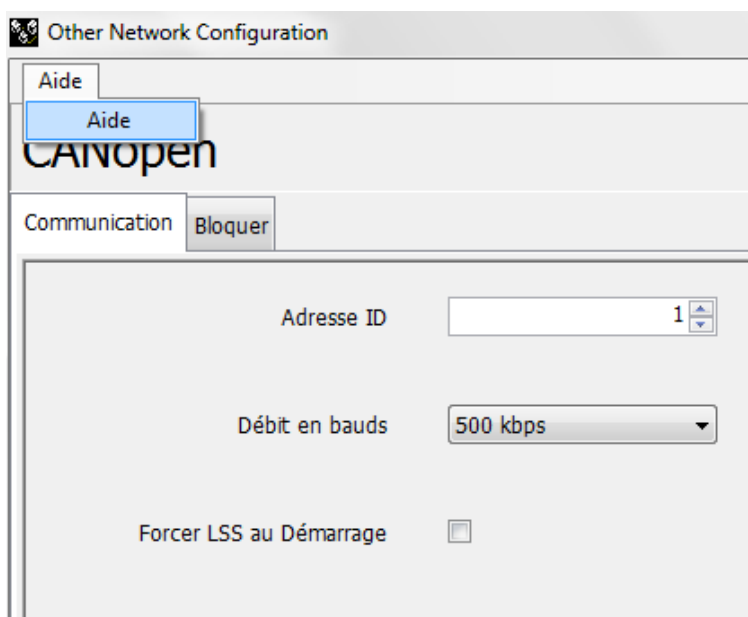 Other Network Configuration
Aide
Aide
CANopen
Communication Bloquer
Adresse ID 1
Débit en bauds 500 kbps
Forcer LSS au Démarrage